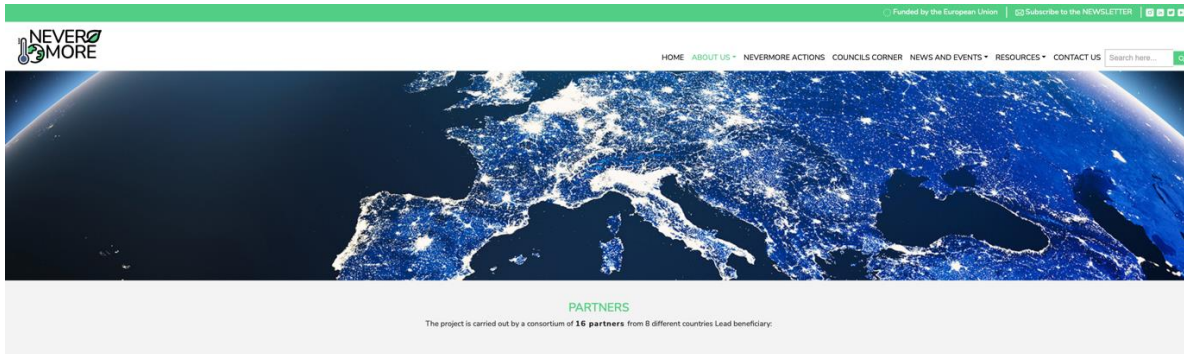 Funded by the European Union
Subscribe to the NEWSLETTER
NEVER
MORE
HOME ABOUT US NEVERMORE ACTIONS COUNCILS CORNER NEWS AND EVENTS RESOURCES CONTACT US Search here...
PARTNERS
The project is carried out by a consortium of 16 partners from 8 different countries Lead beneficiary: